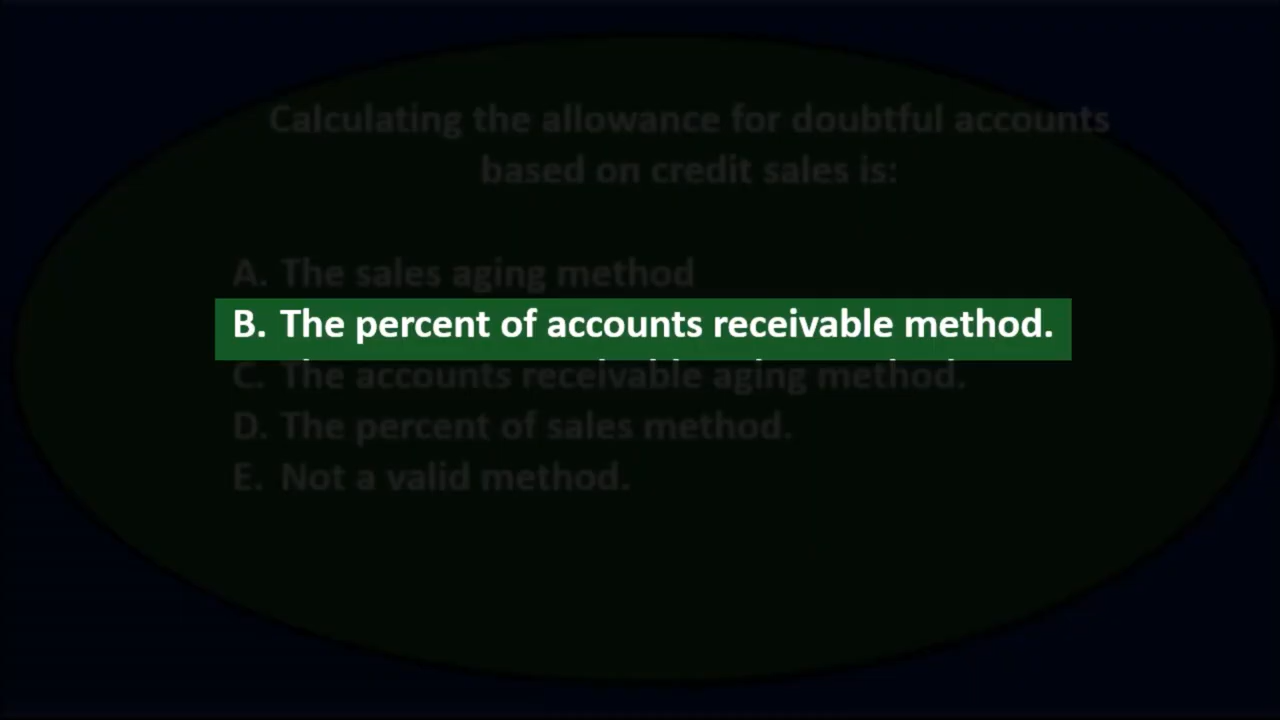 Calculating the allowance for doubtful accounts
based on credit sales is:
A. The sales aging method
B. The percent of accounts receivable method.
C. The accounts receivable aging method.
D. The percent of sales method.
E. Not a valid method.